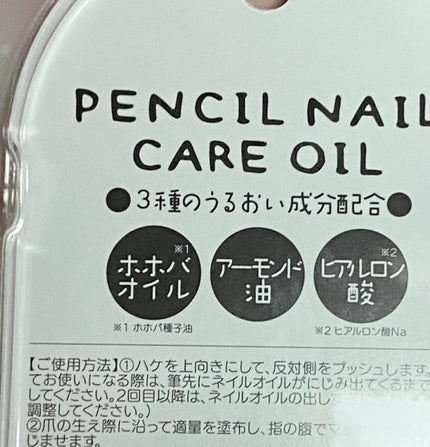 PENCIL NAIL
CARE OIL
●3種のうるおい成分配合●
※1
ホホバ
オイル
アーモンド
油
※2
ヒアルロン
酸
※1 ホホバ種子油
※2 ヒアルロン酸Na
【ご使用方法】①ハケを上向きにして、反対側をプッシュします。
てお使いになる際は、筆先にネイルオイルがにじみ出てくるまで
してください。2回目以降は、ネイルオイルの出し
調整してください。)
②爪の生え際に沿って適量を塗布し、指の腹でマッ
じませます。